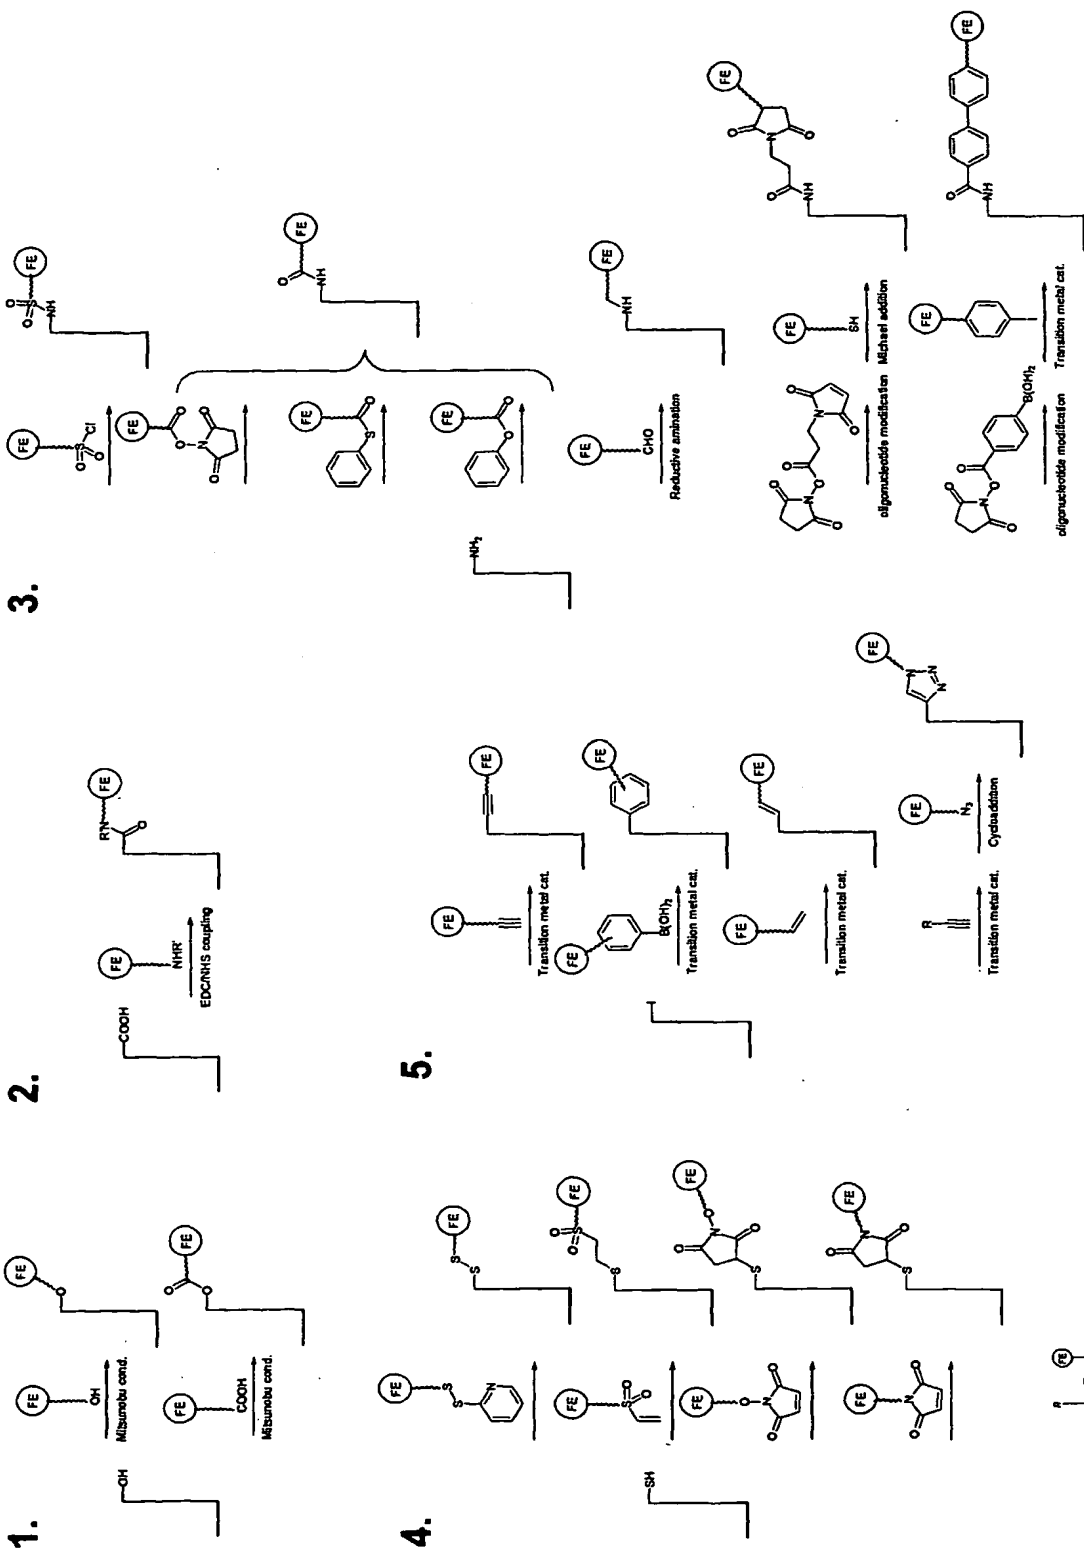 1.
OH
FE
OH
Mitsunobu cond.
FE
O
FE
COOH
Mitsunobu cond.
O
O
FE
2.
COOH
FE
NHR'
EDC/NHS coupling
R'N
FE
O
3.
NH2
FE
O
S
O
Cl
O
S
O
NH
FE
FE
O
O
N
O
O
FE
S
O
FE
O
O
O
NH
FE
FE
CHO
Reductive amination
NH
FE
O
N
O
O
O
N
O
O
oligonucleotide modification
FE
SH
Michael addition
O
NH
N
O
O
FE
O
N
O
O
O
B(OH)2
oligonucleotide modification
FE
I
Transition metal cat.
O
NH
FE
4.
SH
FE
S
S
N
S
S
FE
FE
S
O
O
S
O
S
O
FE
FE
O
N
O
O
S
O
N
O
O
FE
FE
N
O
O
S
O
N
O
FE
5.
I
FE
Transition metal cat.
FE
FE
B(OH)2
Transition metal cat.
FE
FE
Transition metal cat.
FE
R
Transition metal cat.
FE
N3
Cycloaddition
N
N
N
FE
R
FE